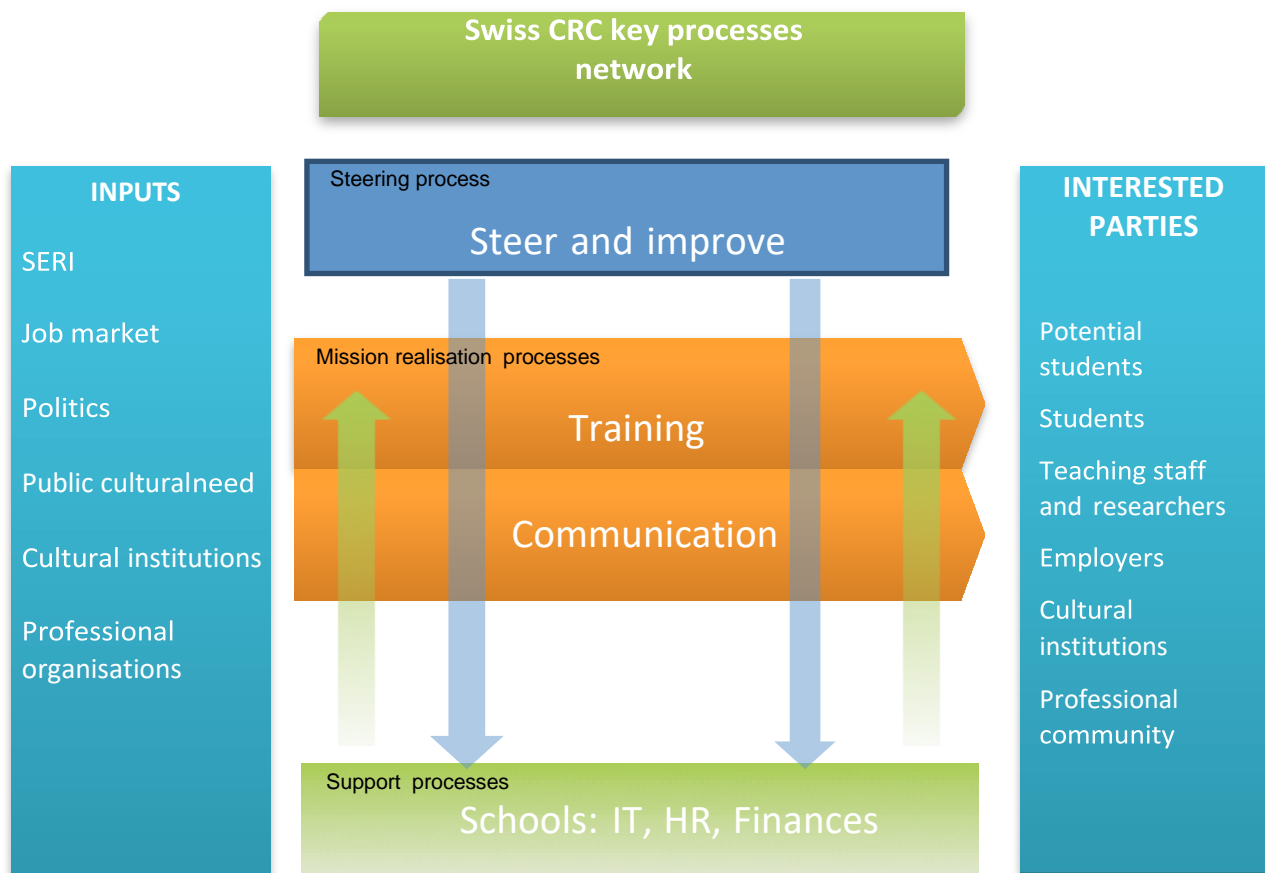 Swiss CRC key processes
network
INPUTS
SERI
Job market
Politics
Public culturalneed
Cultural institutions
Professional
organisations
Steering process
Steer and improve
Mission realisation processes
Training
Communication
Support processes
Schools: IT, HR, Finances
INTERESTED
PARTIES
Potential
students
Students
Teaching staff
and researchers
Employers
Cultural
institutions
Professional
community